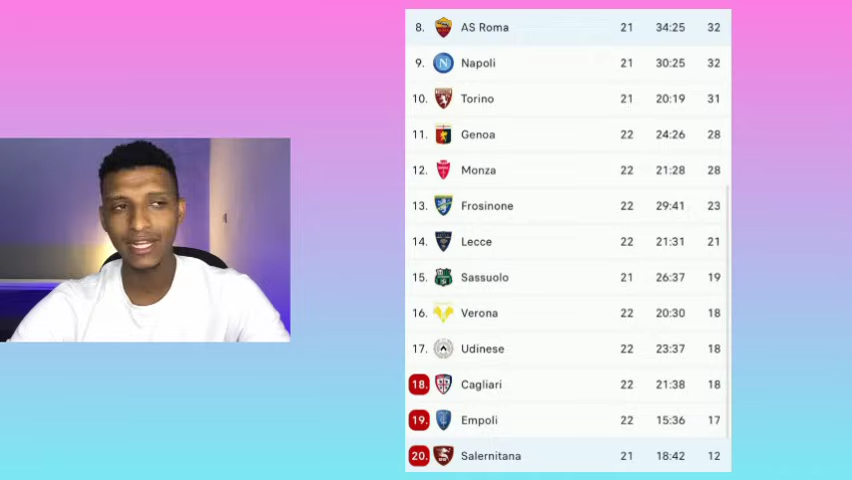 8. AS Roma 21 34:25 32
9. Napoli 21 30:25 32
10. Torino 21 20:19 31
11. Genoa 22 24:26 28
12. Monza 22 21:28 28
13. Frosinone 22 29:41 23
14. Lecce 22 21:31 21
15. Sassuolo 21 26:37 19
16. Verona 22 20:30 18
17. Udinese 22 23:37 18
18. Cagliari 22 21:38 18
19. Empoli 22 15:36 17
20. Salernitana 21 18:42 12